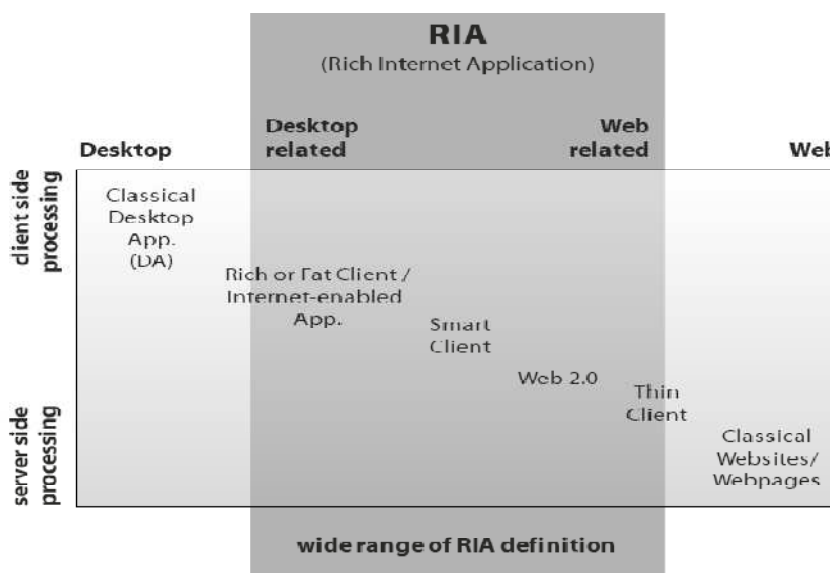 RIA
(Rich Internet Application)
Desktop
Desktop
related
Web
related
Web
client side
processing
server side
processing
Classical
Desktop
App.
(DA)
Rich or Fat Client /
Internet-enabled
App.
Smart
Client
Web 2.0
Thin
Client
Classical
Websites/
Webpages
wide range of RIA definition